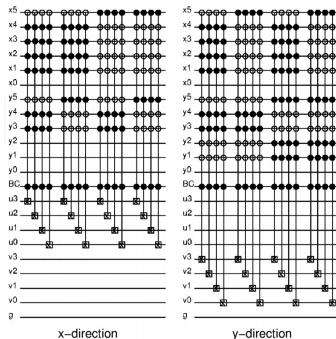 x5
x4
x3
x2
x1
x0
y5
y4
y3
y2
y1
y0
BC
u3
u2
u1
u0
v3
v2
v1
v0
g
x-direction
x5
x4
x3
x2
x1
x0
y5
y4
y3
y2
y1
y0
BC
u3
u2
u1
u0
v3
v2
v1
v0
g
y-direction